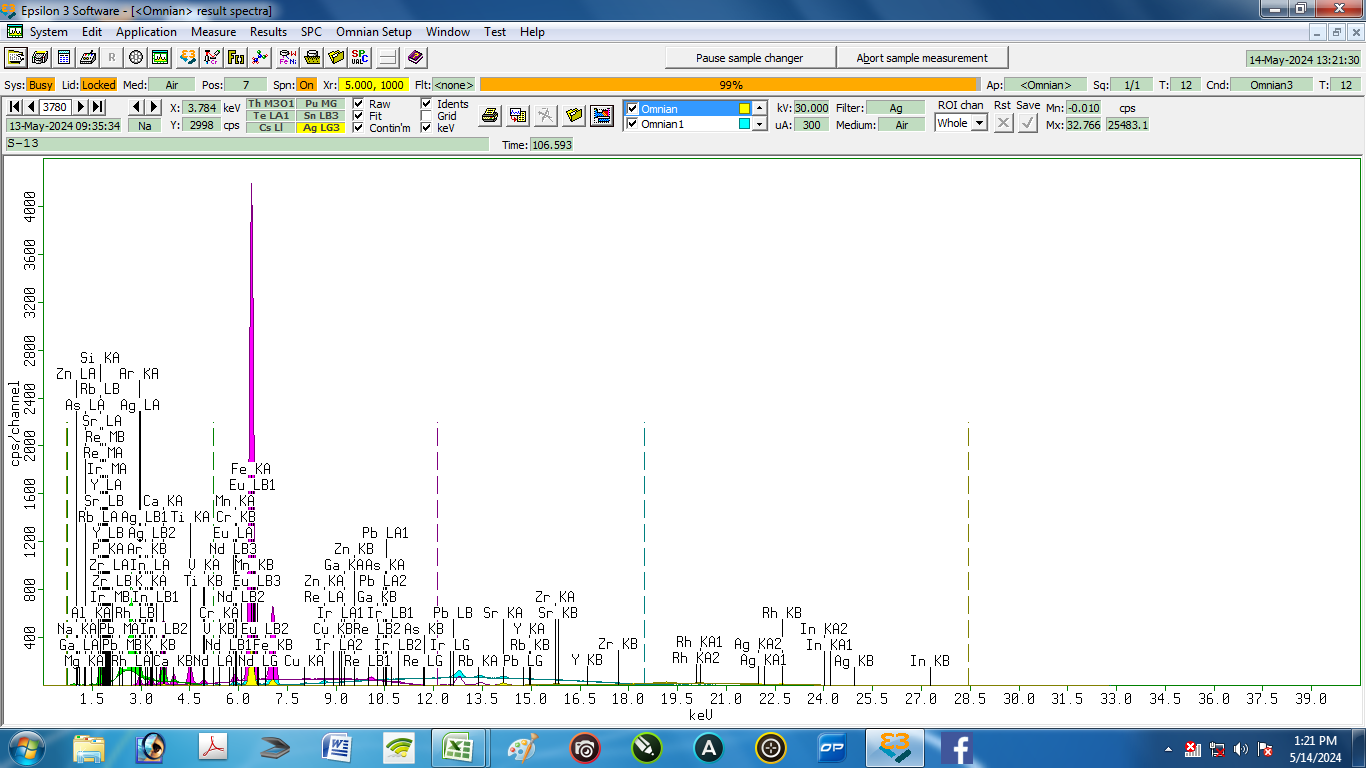 Epsilon 3 Software - [<Omnian> result spectra]
System Edit Application Measure Results SPC Omnian Setup Window Test Help
Pause sample changer Abort sample measurement 14-May-2024 13:21:30
Sys: Busy Lid: Locked Med: Air Pos: 7 Spn: On Xr: 5.000, 1000 Flt: <none> 99% Ap: <Omnian> Sq: 1/1 T: 12 Cnd: Omnian3 T: 12
3780 X: 3.784 keV Th M3O1 Pu MG Raw Idents Omnian kV: 30.000 Filter: Ag ROI chan Rst Save Mn: -0.010 cps
Te LA1 Sn LB3 Fit Grid
13-May-2024 09:35:34 Na Y: 2998 cps Cs Ll Ag LG3 Contin'm keV Omnian1 uA: 300 Medium: Air Whole Mx: 32.766 25483.1
S-13 Time: 106.593
cps/channel
4000
3600
3200
2800
2400
2000
1600
1200
800
400
Si KA
Zn LA Ar KA
Rb LB
As LA Ag LA
Sr LA
Re MB
Re MA Fe KA
Ir MA
Y LA Eu LB1
Sr LB Ca KA Mn KA
Rb LA Ag LB1 Ti KA Cr KB
Y LB Ag LB2 Eu LA Pb LA1
P KA Ar KB Nd LB3 Zn KB
Zr LA In LA V KA Mn KB Ga KA As KA
Zr LB K KA Ti KB Eu LB3 Zn KA Pb LA2
Ir MB In LB1 Nd LB2 Re LA Ga KB Zr KA
Al KA Rh LB Cr KA Ir LA1 Ir LB1 Pb LB Sr KA Sr KB Rh KB
Na KA Pb MA In LB2 V KB Eu LB2 Cu KB Re LB2 As KB Y KA In KA2
Ga LA Pb MB K KB Nd LB1 Fe KB Ir LA2 Ir LB2 Ir LG Rb KB Zr KB Rh KA1 Ag KA2 In KA1
Mg KA Rh LA Ca KB Nd LA Nd LG Cu KA Re LB1 Re LG Rb KA Pb LG Y KB Rh KA2 Ag KA1 Ag KB In KB
1.5 3.0 4.5 6.0 7.5 9.0 10.5 12.0 13.5 15.0 16.5 18.0 19.5 21.0 22.5 24.0 25.5 27.0 28.5 30.0 31.5 33.0 34.5 36.0 37.5 39.0
keV
1:21 PM
5/14/2024